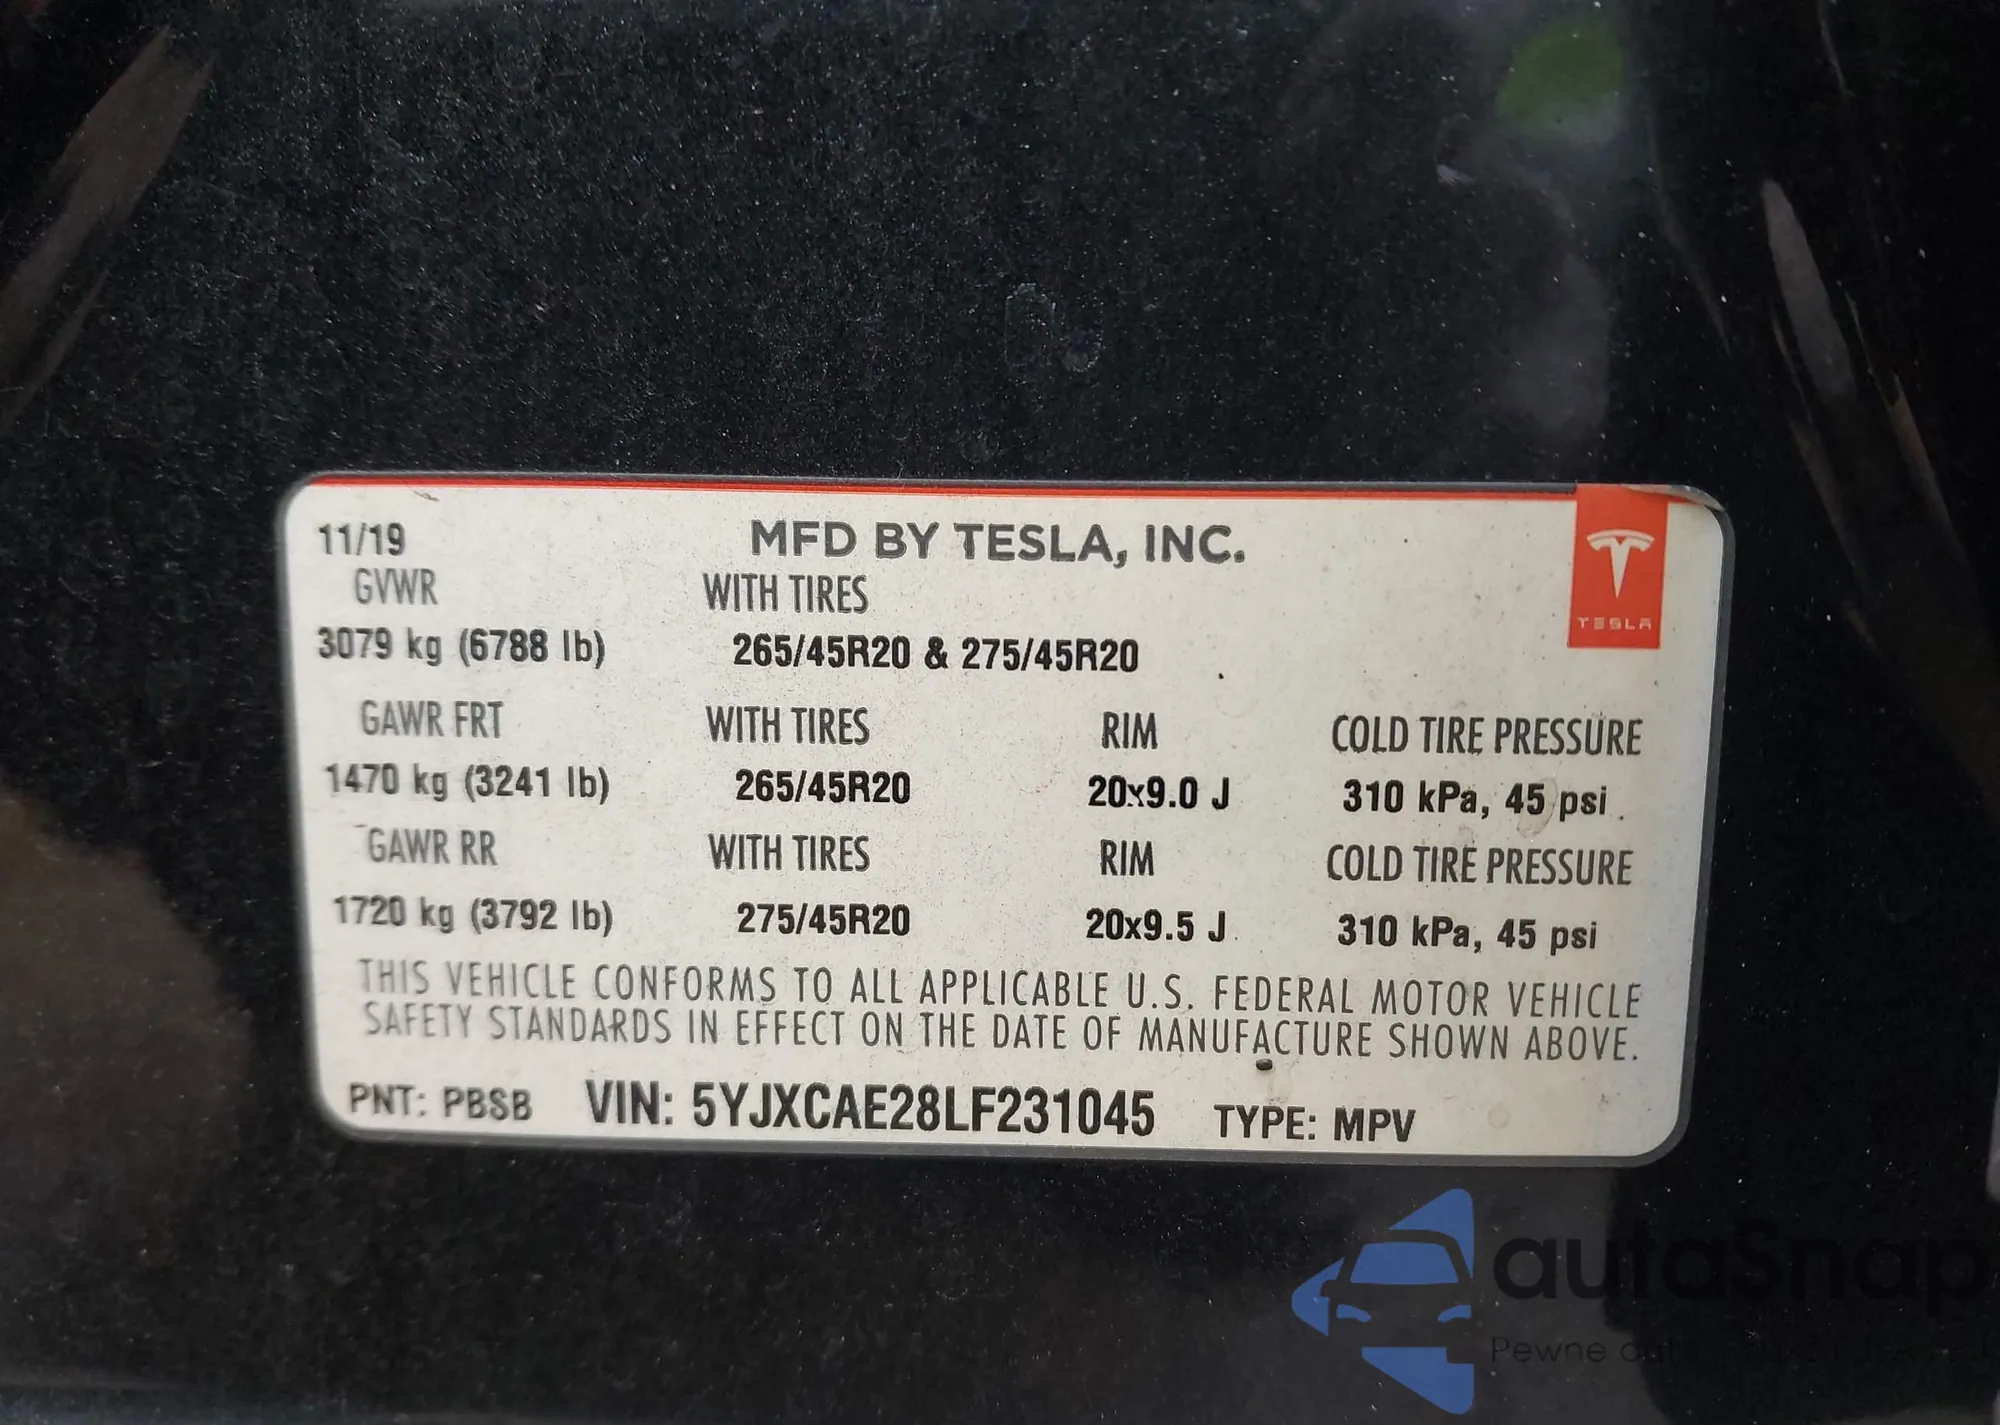 11/19 MFD BY TESLA, INC.
GVWR WITH TIRES
TESLA
3079 kg (6788 lb) 265/45R20 & 275/45R20
GAWR FRT WITH TIRES RIM COLD TIRE PRESSURE
1470 kg (3241 lb) 265/45R20 20x9.0 J 310 kPa, 45 psi
GAWR RR WITH TIRES RIM COLD TIRE PRESSURE
1720 kg (3792 lb) 275/45R20 20x9.5 J 310 kPa, 45 psi
THIS VEHICLE CONFORMS TO ALL APPLICABLE U.S. FEDERAL MOTOR VEHICLE
SAFETY STANDARDS IN EFFECT ON THE DATE OF MANUFACTURE SHOWN ABOVE.
PNT: PBSB VIN: 5YJXCAE28LF231045 TYPE: MPV
autaSnap
Pewne